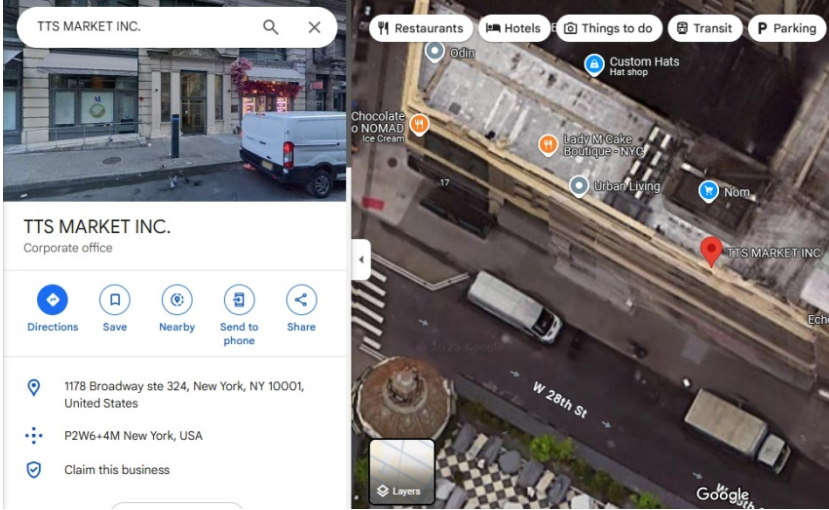 TTS MARKET INC.
TTS MARKET INC.
Corporate office
Directions
Save
Nearby
Send to
phone
Share
1178 Broadway ste 324, New York, NY 10001,
United States
P2W6+4M New York, USA
Claim this business
Restaurants
Hotels
Things to do
Transit
Parking
Odin
Custom Hats
Hat shop
Chocolate
o NOMAD
Ice Cream
Lady M Cake
Boutique - NYC
17
Urban Living
Nom
TTS MARKET INC
Ech
© 2025 Google
W 28th St
Layers
Google